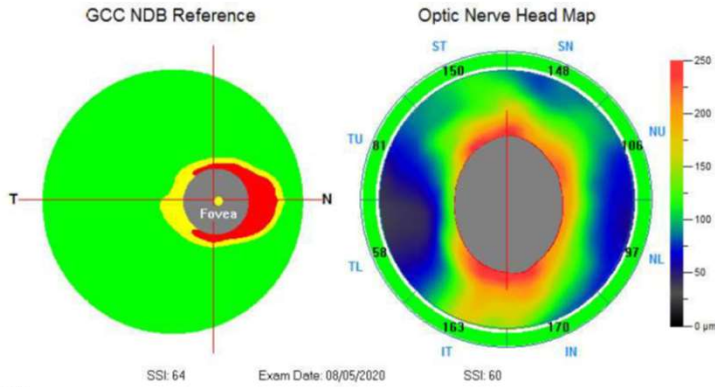 GCC NDB Reference
Optic Nerve Head Map
ST
SN
150
148
TU
NU
81
106
T
N
Fovea
58
97
TL
NL
163
170
IT
IN
250
200
150
100
50
0 µm
SSI: 64
Exam Date: 08/05/2020
SSI: 60